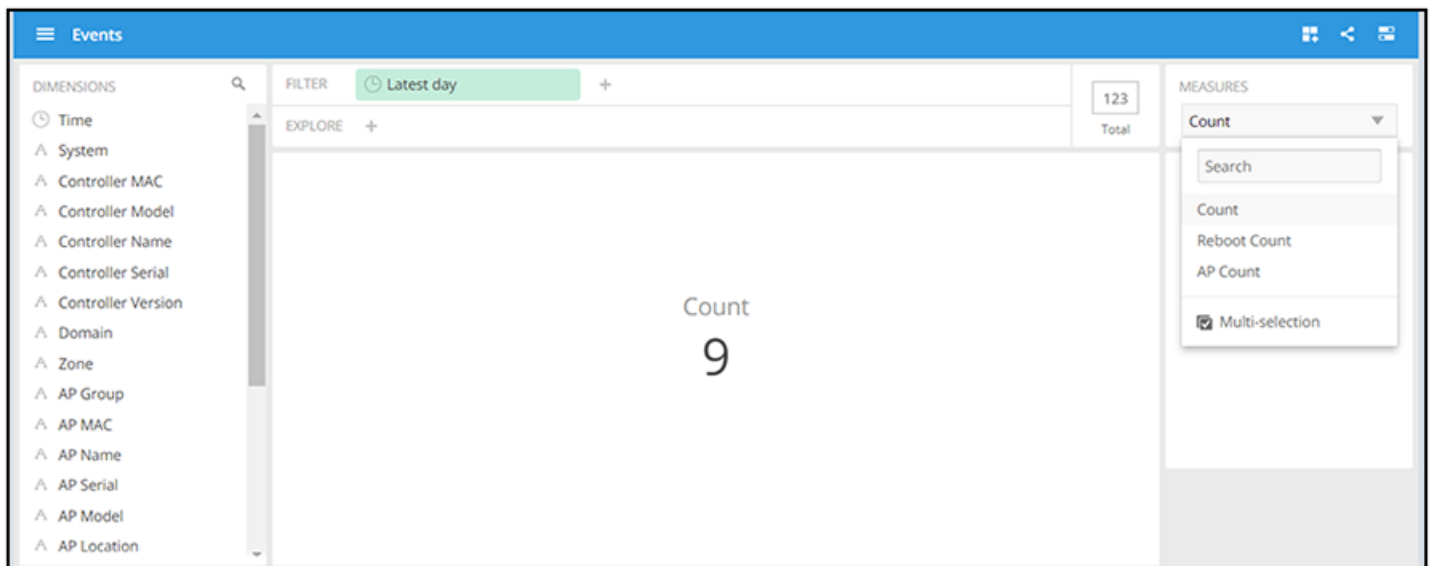 Events
DIMENSIONS
Time
System
Controller MAC
Controller Model
Controller Name
Controller Serial
Controller Version
Domain
Zone
AP Group
AP MAC
AP Name
AP Serial
AP Model
AP Location
FILTER Latest day +
EXPLORE +
123
Total
Count
9
MEASURES
Count
Search
Count
Reboot Count
AP Count
Multi-selection